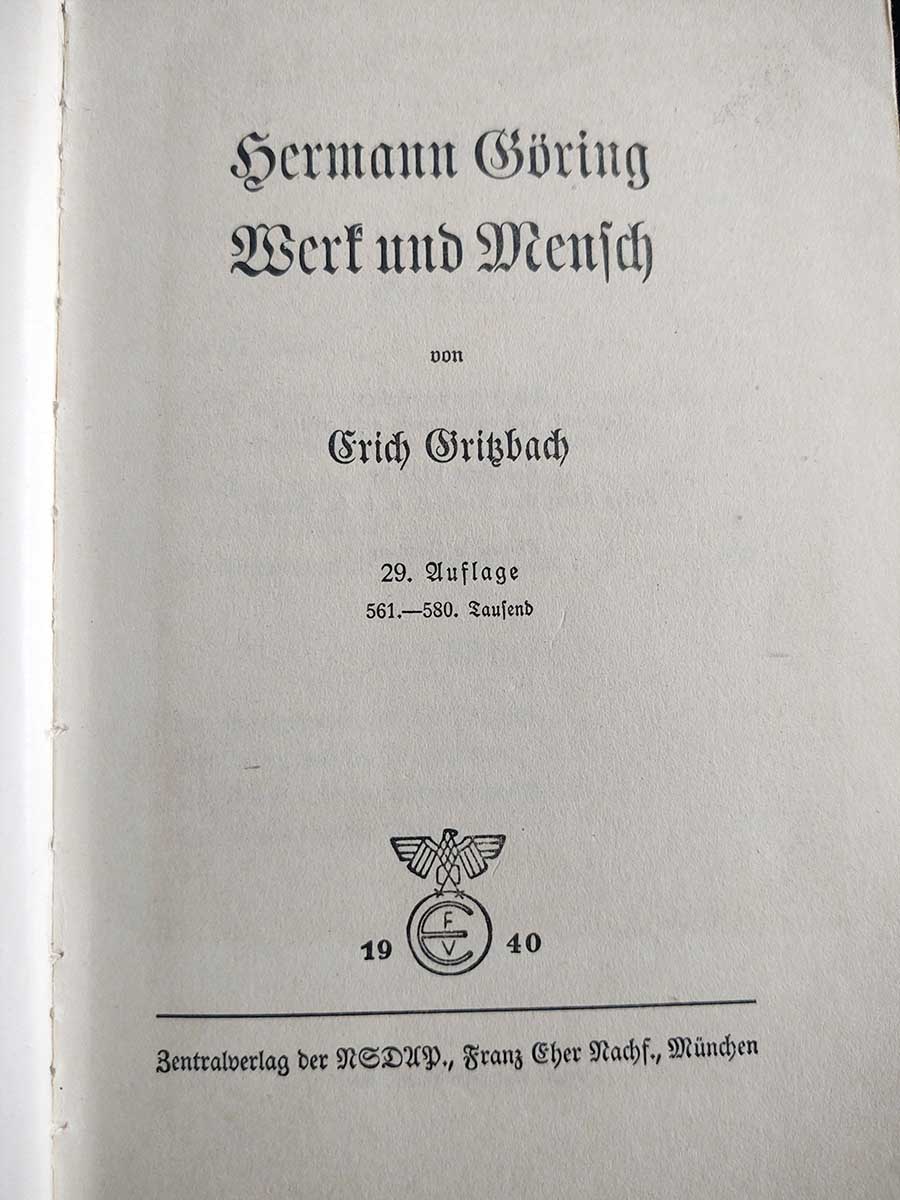 Hermann Göring
Werk und Menſch
von
Erich Gritzbach
29. Auflage
561.—580. Tauſend
F
E
V
19 40
Zentralverlag der NSDAP., Franz Eher Nachf., München